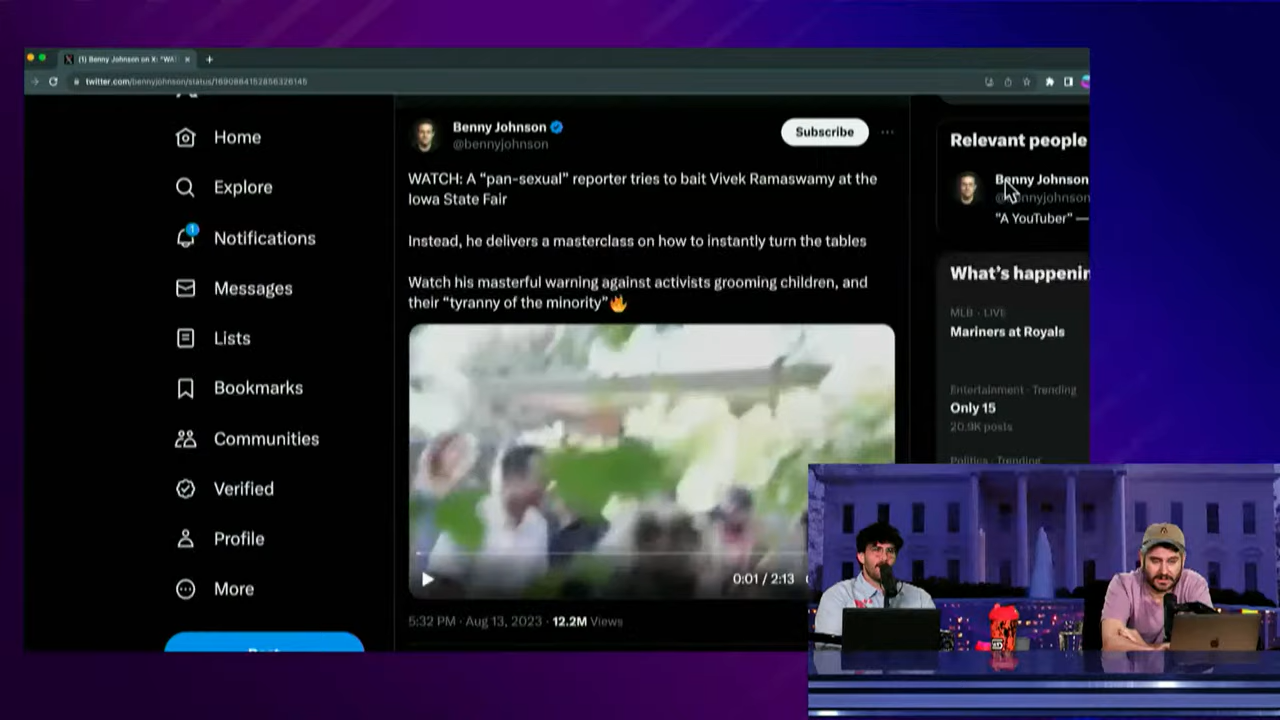 (1) Benny Johnson on X: "WA
twitter.com/bennyjohnson/status/1690884152856326145
Home
Explore
1
Notifications
Messages
Lists
Bookmarks
Communities
Verified
Profile
More
Benny Johnson
@bennyjohnson
Subscribe
WATCH: A “pan-sexual” reporter tries to bait Vivek Ramaswamy at the
Iowa State Fair
Instead, he delivers a masterclass on how to instantly turn the tables
Watch his masterful warning against activists grooming children, and
their “tyranny of the minority”🔥
0:01 / 2:13
5:32 PM · Aug 13, 2023 · 12.2M Views
Relevant people
Benny Johnson
@bennyjohnson
“A YouTuber” —
What’s happenin
MLB · LIVE
Mariners at Royals
Entertainment · Trending
Only 15
20.9K posts
Politics · Trending